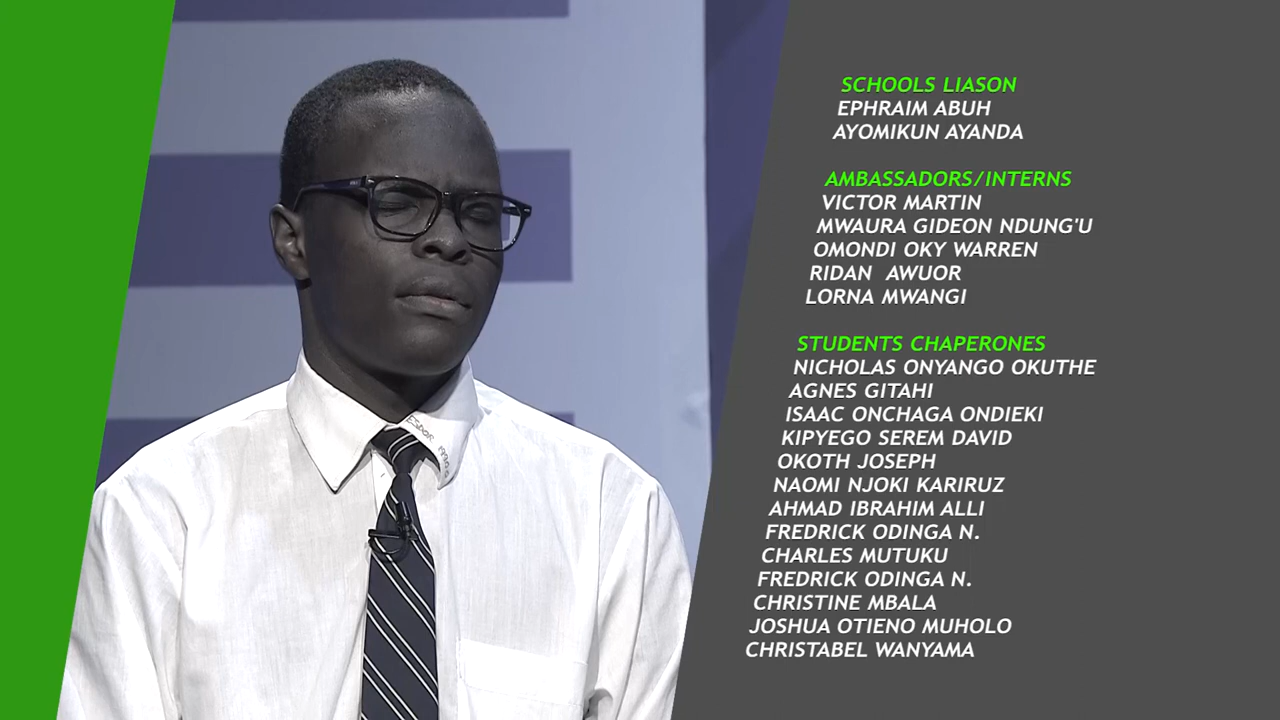 SCHOOLS LIASON
EPHRAIM ABUH
AYOMIKUN AYANDA
AMBASSADORS/INTERNS
VICTOR MARTIN
MWAURA GIDEON NDUNG'U
OMONDI OKY WARREN
RIDAN AWUOR
LORNA MWANGI
STUDENTS CHAPERONES
NICHOLAS ONYANGO OKUTHE
AGNES GITAHI
ISAAC ONCHAGA ONDIEKI
KIPYEGO SEREM DAVID
OKOTH JOSEPH
NAOMI NJOKI KARIRUZ
AHMAD IBRAHIM ALLI
FREDRICK ODINGA N.
CHARLES MUTUKU
FREDRICK ODINGA N.
CHRISTINE MBALA
JOSHUA OTIENO MUHOLO
CHRISTABEL WANYAMA